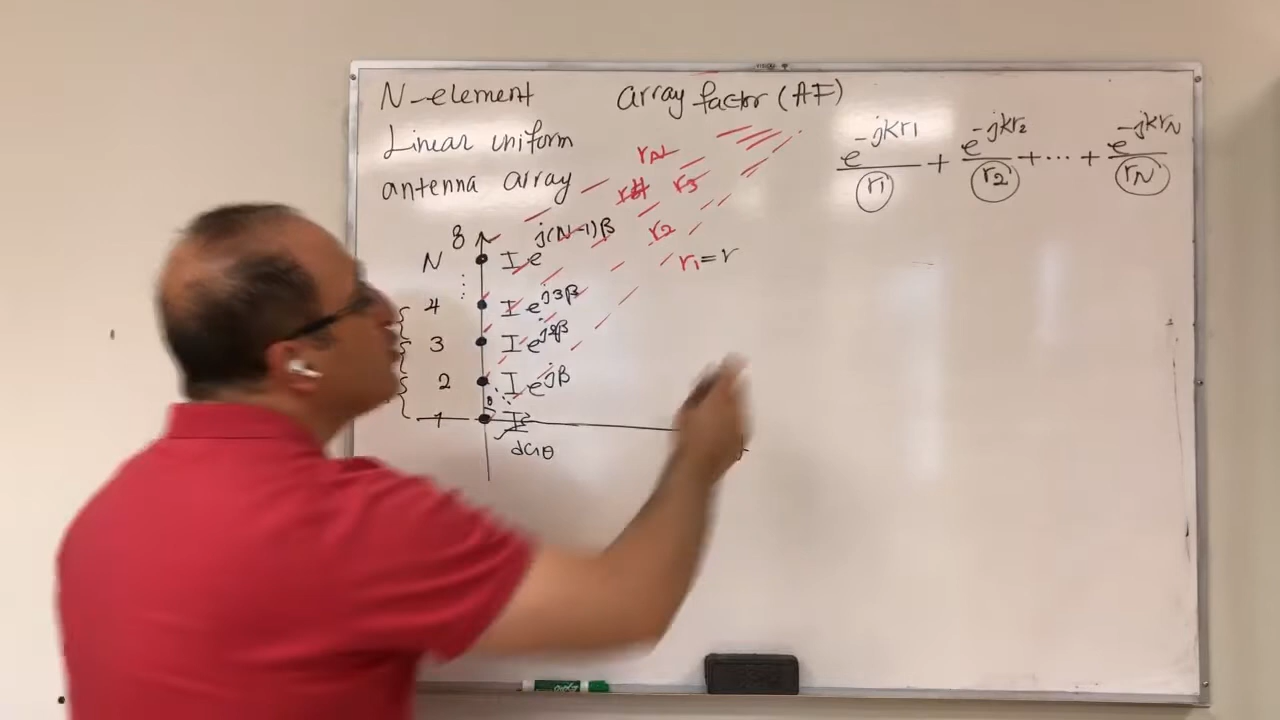 N-element
Linear uniform
antenna array
array factor (AF)
e^-jkr1/r1 + e^-jkr2/r2 + ... + e^-jkrN/rN
rN
r3
r2
r1=r
z
N I e^j(N-1)β
4 I e^j3β
3 I e^j2β
2 I e^jβ
1 I
θ